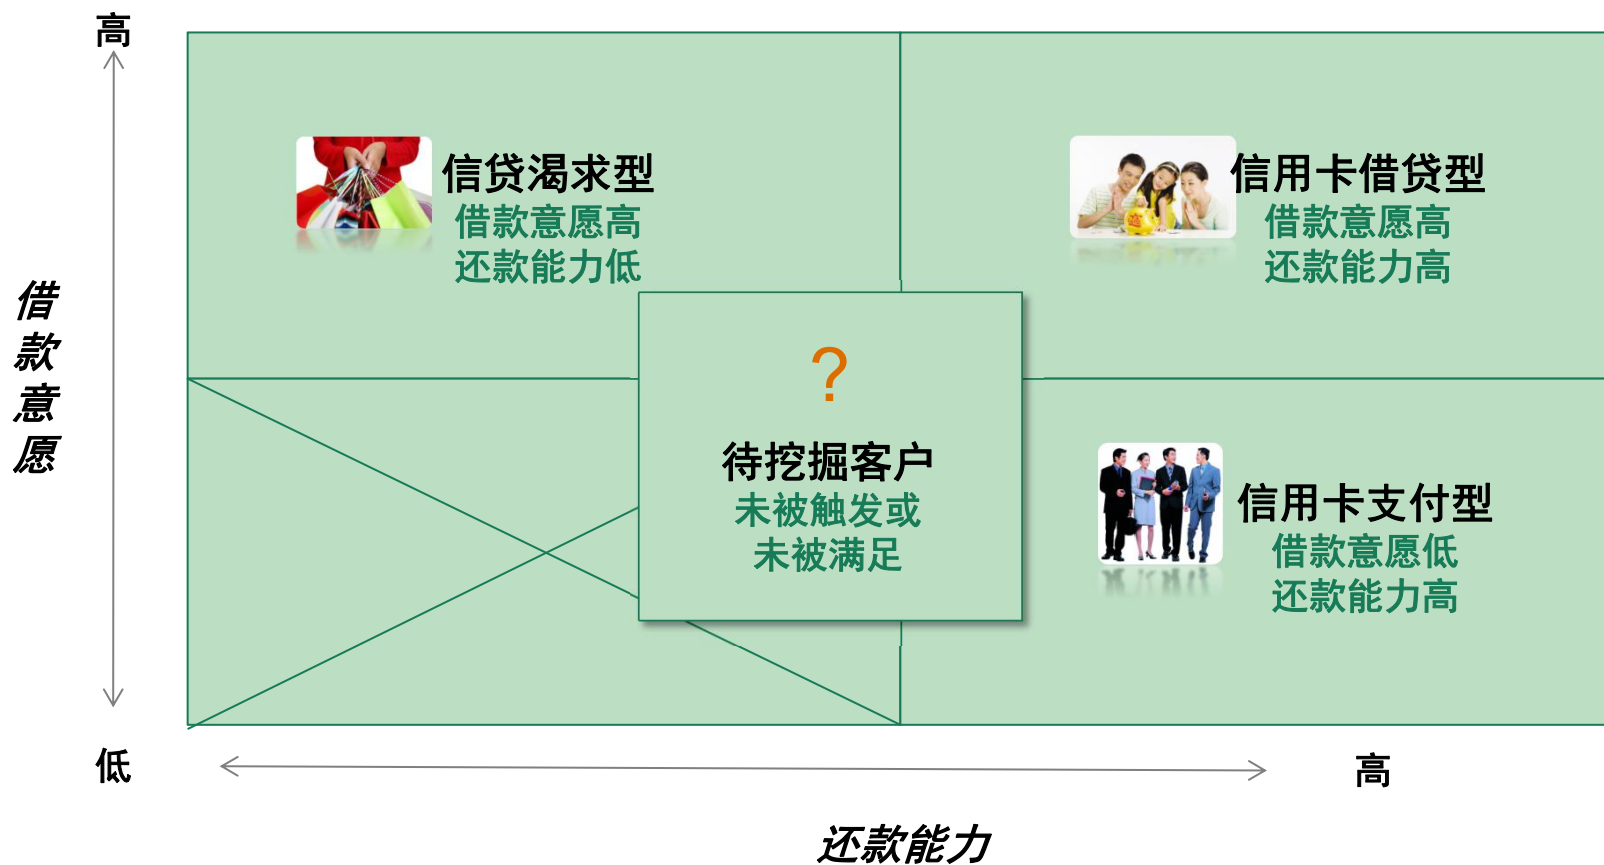 高
信贷渴求型
借款意愿高
还款能力低
信用卡借贷型
借款意愿高
还款能力高
借
款
意
愿
?
待挖掘客户
未被触发或
未被满足
信用卡支付型
借款意愿低
还款能力高
低
高
还款能力